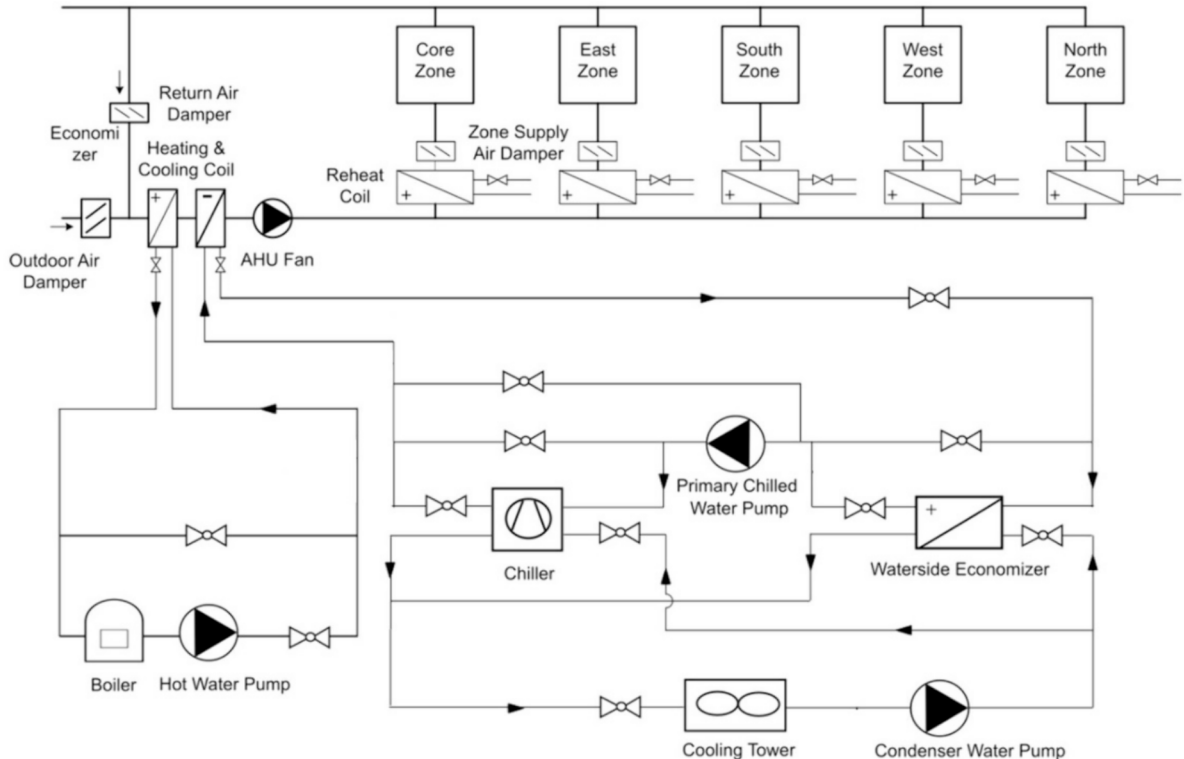 Core
Zone
East
Zone
South
Zone
West
Zone
North
Zone
Return Air
Damper
Economi
zer
Heating &
Cooling Coil
Zone Supply
Air Damper
Reheat
Coil
+
-
+
+
+
+
+
Outdoor Air
Damper
AHU Fan
Primary Chilled
Water Pump
+
Chiller
Waterside Economizer
Boiler
Hot Water Pump
Cooling Tower
Condenser Water Pump